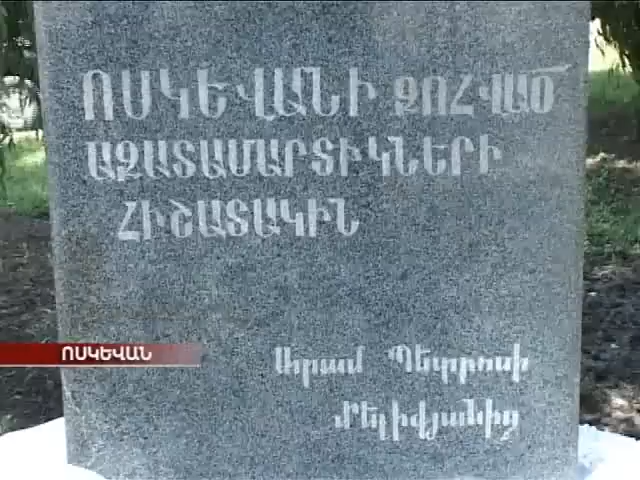 ՈՍԿԵՎԱՆԻ ԶՈՀՎԱԾ
ԱԶԱՏԱՄԱՐՏԻԿՆԵՐԻ
ՀԻՇԱՏԱԿԻՆ
ՈՍԿԵՎԱՆ
Արամ Պետրոսի
Մելիքյանից